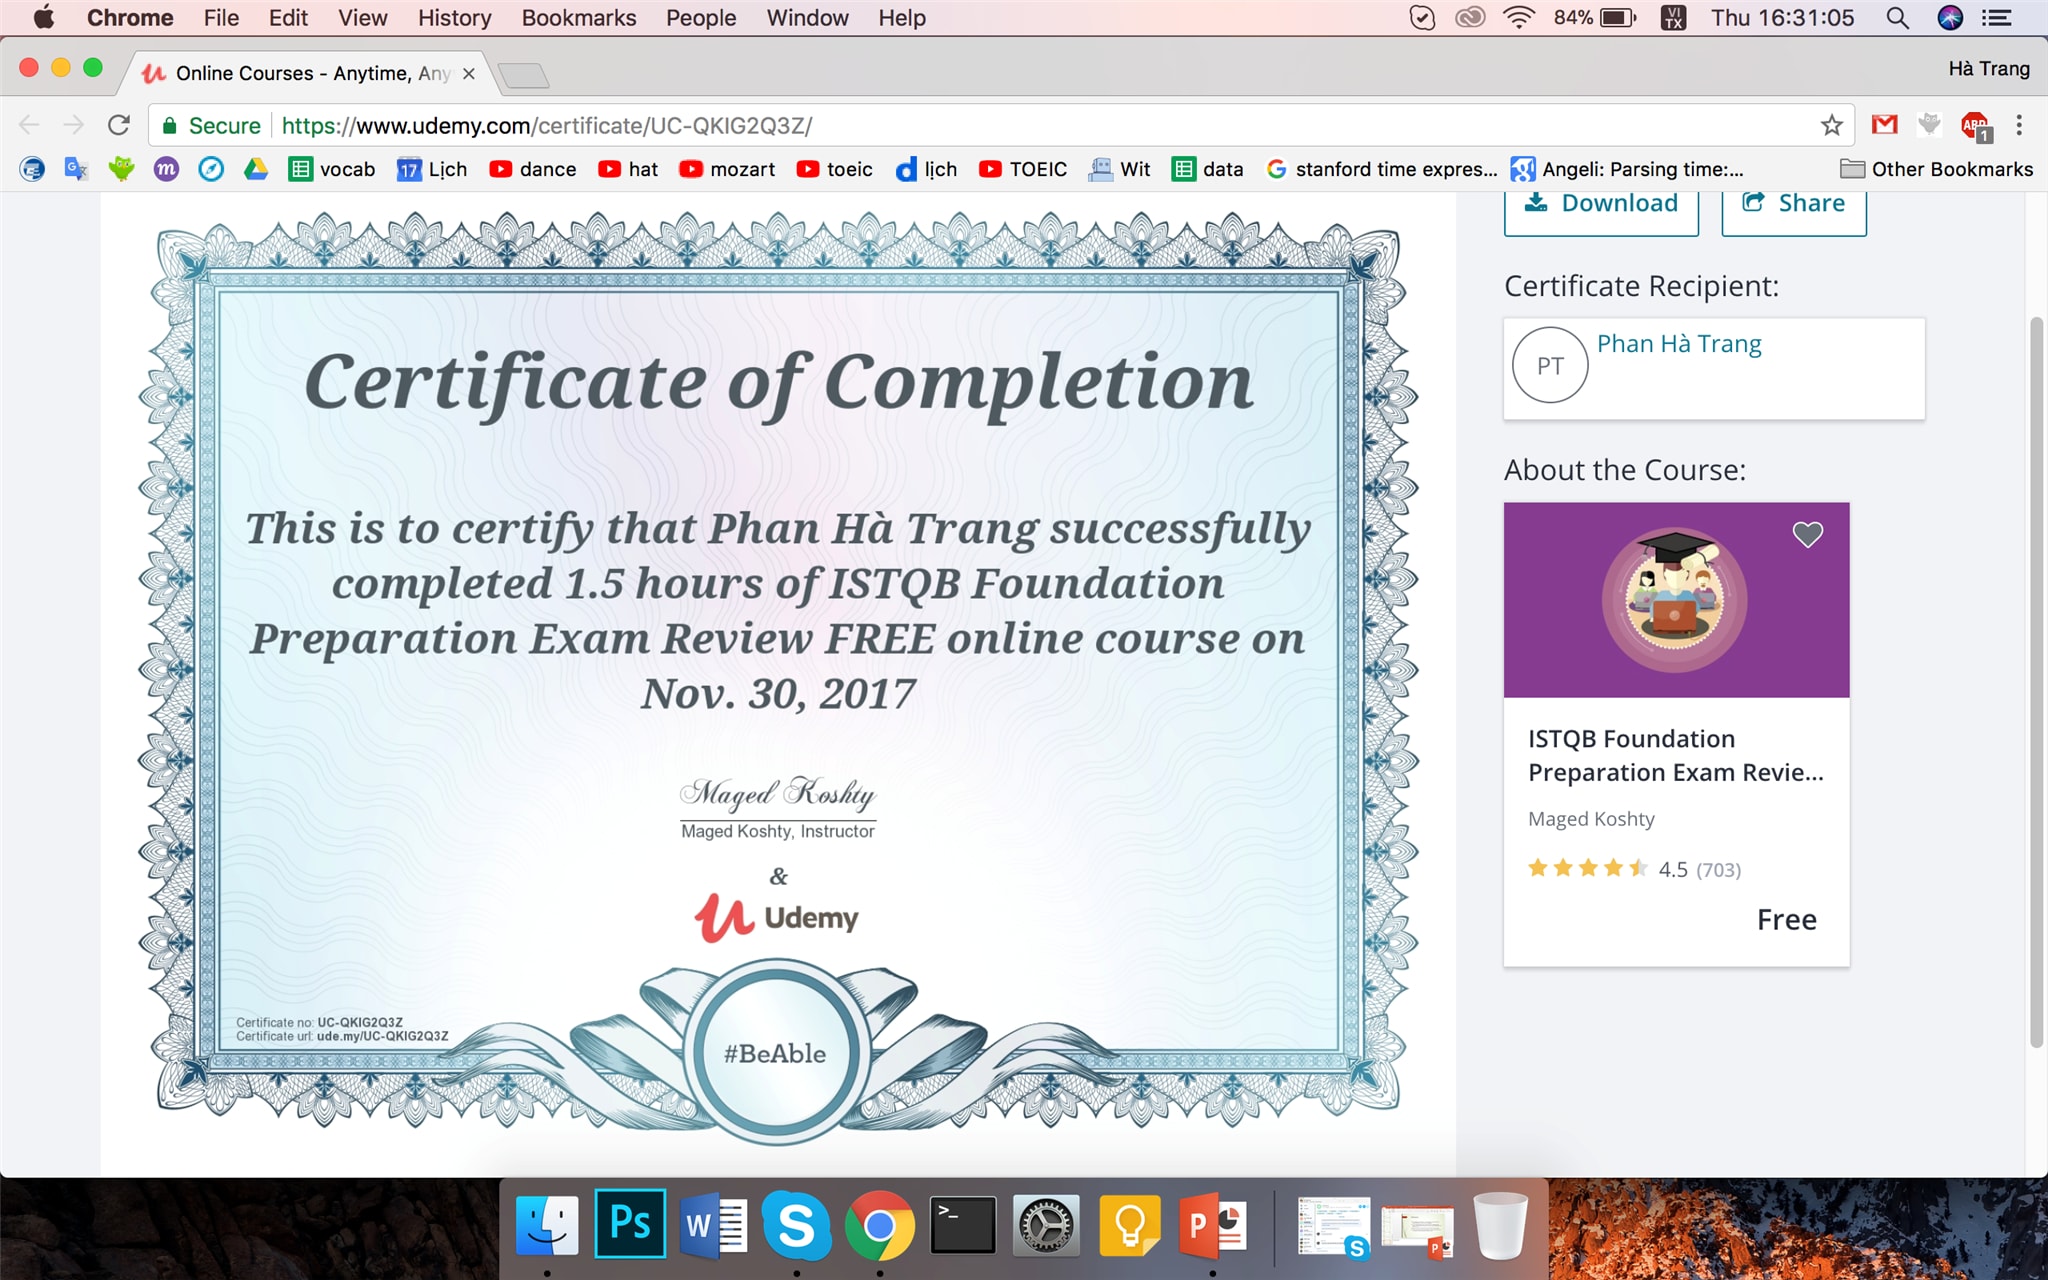 Chrome File Edit View History Bookmarks People Window Help 84% VI TX Thu 16:31:05
Online Courses - Anytime, Any Hà Trang
Secure https://www.udemy.com/certificate/UC-QKIG2Q3Z/ ABP 1
m vocab 17 Lịch dance hat mozart toeic lịch TOEIC Wit data stanford time expres... Angeli: Parsing time:... Other Bookmarks
Download Share
Certificate Recipient:
PT Phan Hà Trang
About the Course:
ISTQB Foundation
Preparation Exam Revie...
Maged Koshty
4.5 (703)
Free
Certificate of Completion
This is to certify that Phan Hà Trang successfully
completed 1.5 hours of ISTQB Foundation
Preparation Exam Review FREE online course on
Nov. 30, 2017
Maged Koshty
Maged Koshty, Instructor
&
Udemy
#BeAble
Certificate no: UC-QKIG2Q3Z
Certificate url: ude.my/UC-QKIG2Q3Z
Ps W S >_ P